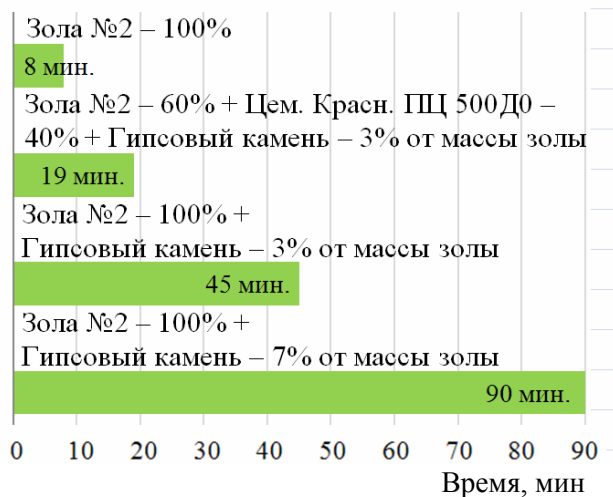 Зола №2 – 100%
8 мин.
Зола №2 – 60% + Цем. Красн. ПЦ 500Д0 –
40% + Гипсовый камень – 3% от массы золы
19 мин.
Зола №2 – 100% +
Гипсовый камень – 3% от массы золы
45 мин.
Зола №2 – 100% +
Гипсовый камень – 7% от массы золы
90 мин.
0 10 20 30 40 50 60 70 80 90
Время, мин